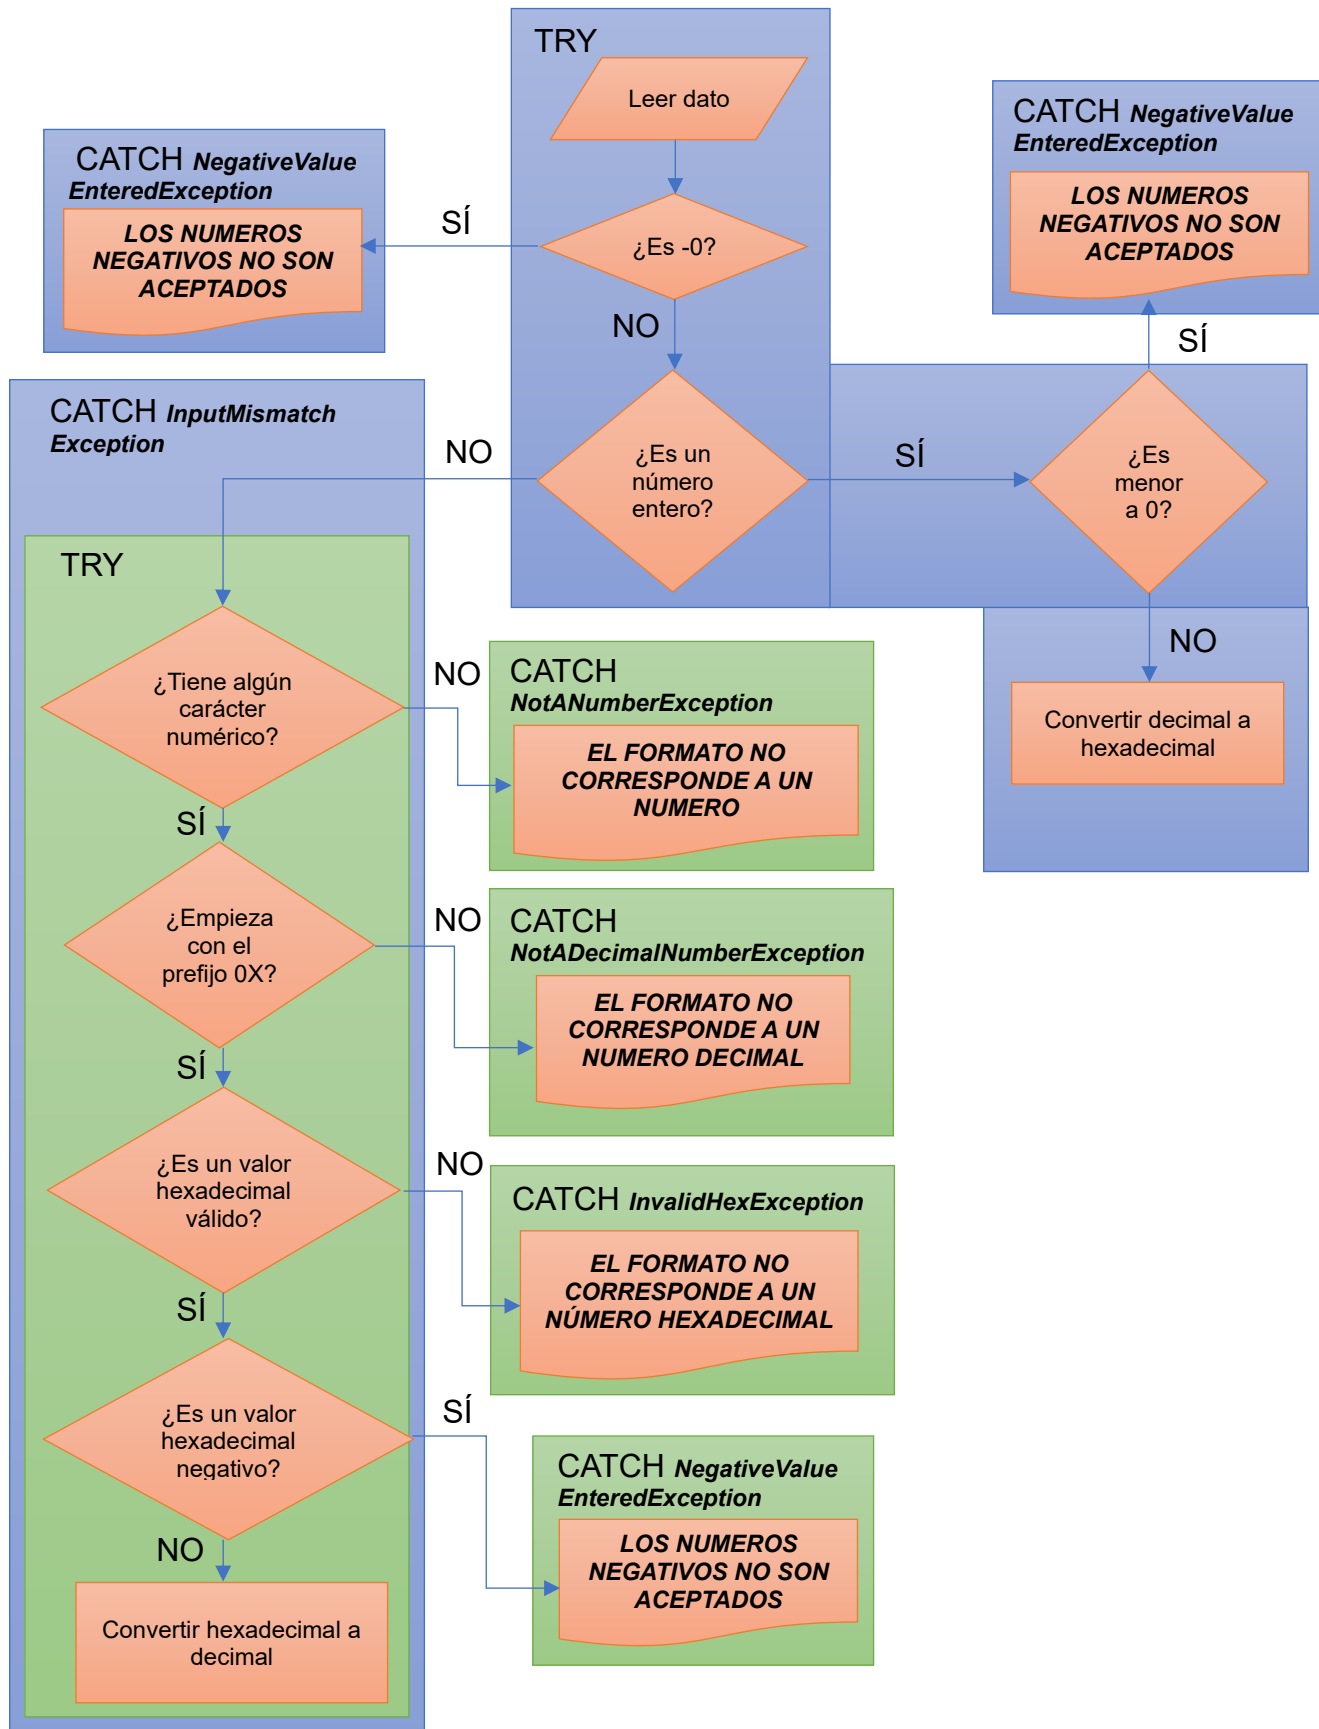 TRY
Leer dato
CATCH NegativeValue
EnteredException
LOS NUMEROS
NEGATIVOS NO SON
ACEPTADOS
SÍ
¿Es -0?
CATCH NegativeValue
EnteredException
LOS NUMEROS
NEGATIVOS NO SON
ACEPTADOS
NO
SÍ
CATCH InputMismatch
Exception
NO
¿Es un
número
entero?
SÍ
¿Es
menor
a 0?
TRY
NO
Convertir decimal a
hexadecimal
¿Tiene algún
carácter
numérico?
NO
CATCH
NotANumberException
EL FORMATO NO
CORRESPONDE A UN
NUMERO
SÍ
¿Empieza
con el
prefijo 0X?
NO
CATCH
NotADecimalNumberException
EL FORMATO NO
CORRESPONDE A UN
NUMERO DECIMAL
SÍ
¿Es un valor
hexadecimal
válido?
NO
CATCH InvalidHexException
EL FORMATO NO
CORRESPONDE A UN
NÚMERO HEXADECIMAL
SÍ
¿Es un valor
hexadecimal
negativo?
SÍ
CATCH NegativeValue
EnteredException
LOS NUMEROS
NEGATIVOS NO SON
ACEPTADOS
NO
Convertir hexadecimal a
decimal